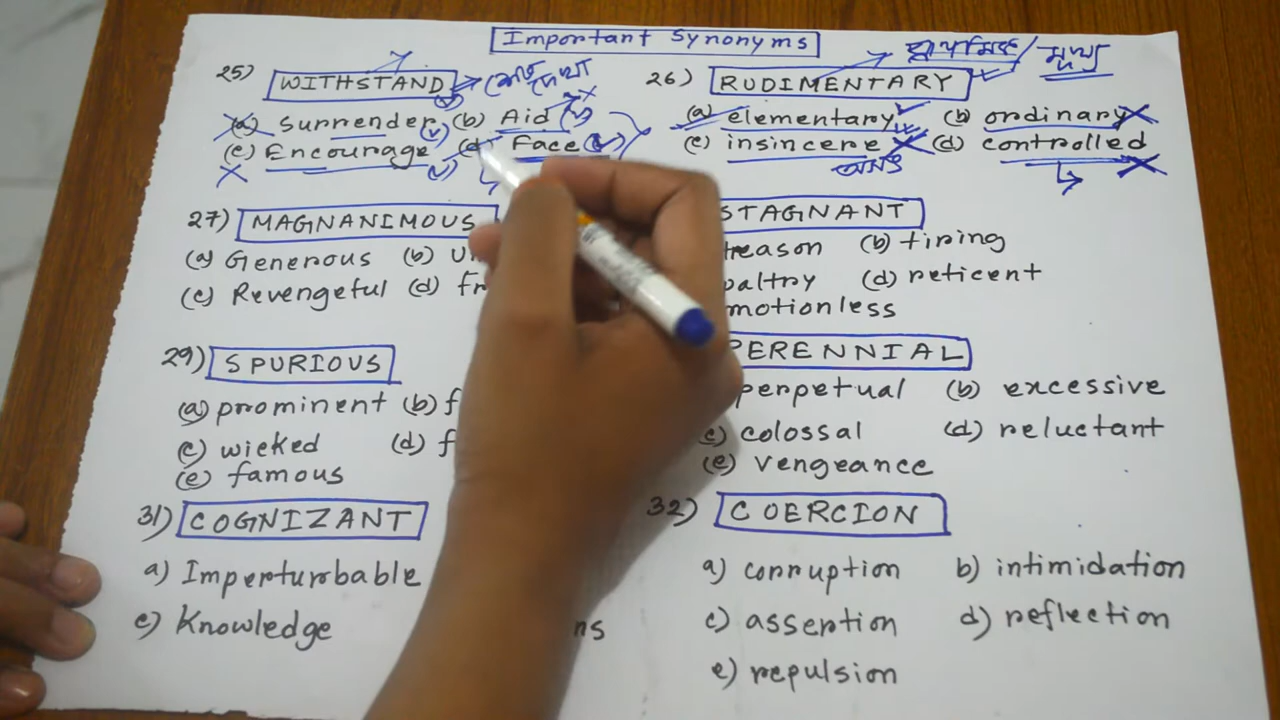 Important Synonyms
25) WITHSTAND
(a) Surrender (v) (b) Aid (v)
(c) Encourage (v) (d) Face (v)
26) RUDIMENTARY
(a) elementary (b) ordinary
(c) insincere (d) controlled
27) MAGNANIMOUS
(a) Generous (b)
(c) Revengeful (d)
STAGNANT
treason (b) tiring
paltry (d) reticent
motionless
29) SPURIOUS
(a) prominent (b) f
(c) wicked (d) f
(e) famous
PERENNIAL
perpetual (b) excessive
(c) colossal (d) reluctant
(e) vengeance
31) COGNIZANT
a) Imperturbable
c) Knowledge ns
32) COERCION
a) corruption b) intimidation
c) assertion d) reflection
e) repulsion